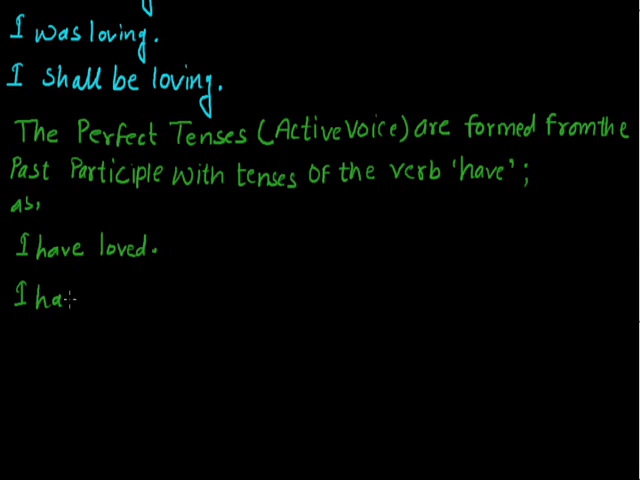 I was loving.
I shall be loving.
The Perfect Tenses (Active Voice) are formed from the
Past Participle with tenses of the verb 'have';
as,
I have loved.
I ha